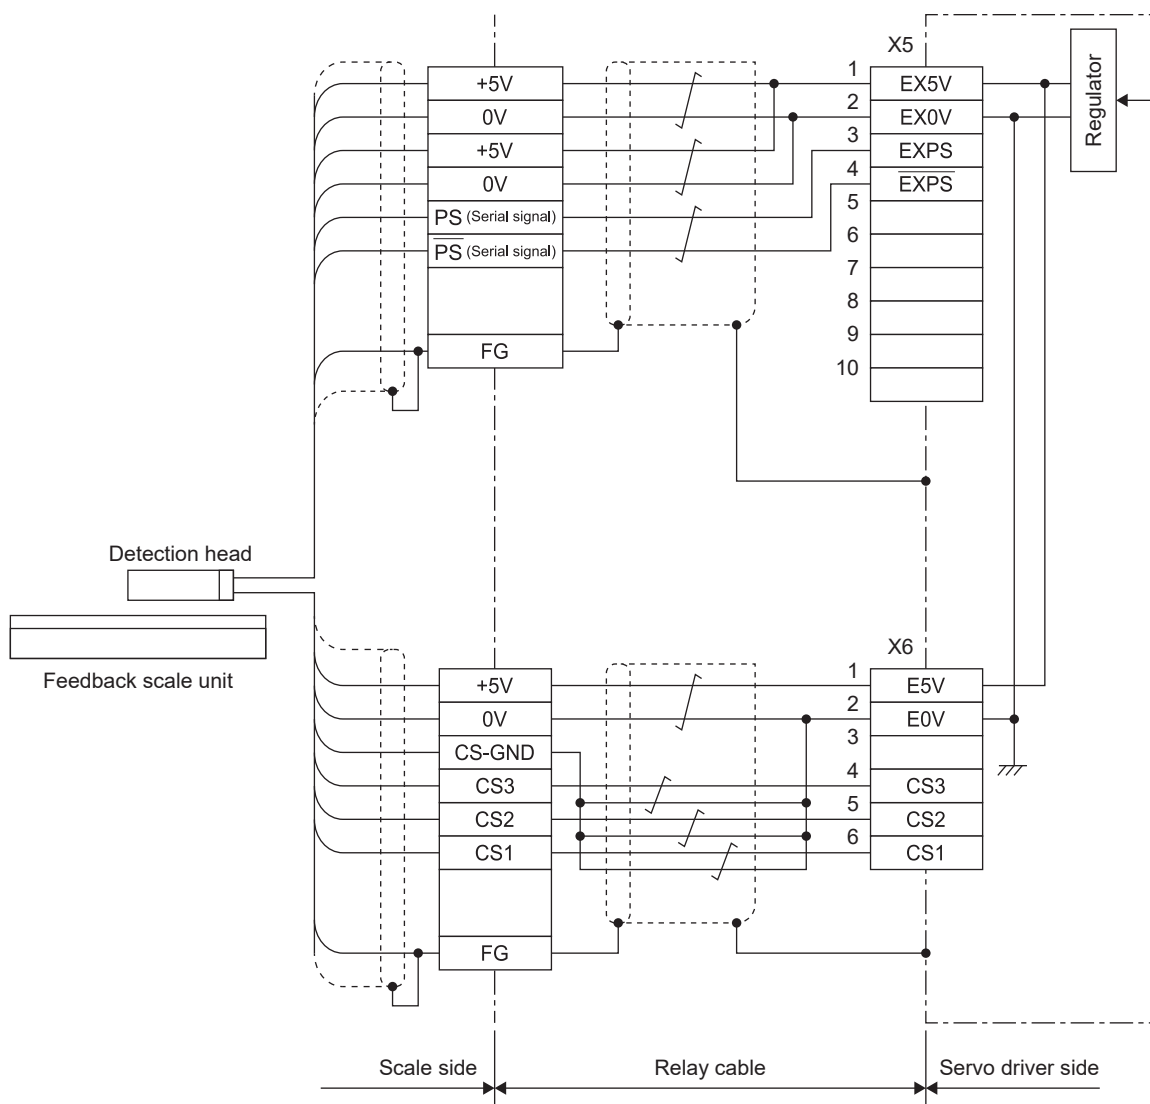 X5
+5V
1
EX5V
Regulator
0V
2
EX0V
+5V
3
EXPS
0V
4
E̅X̅P̅S̅
PS (Serial signal)
5
P̅S̅ (Serial signal)
6
7
8
FG
9
10
Detection head
Feedback scale unit
X6
+5V
1
E5V
0V
2
E0V
CS-GND
3
CS3
4
CS3
CS2
5
CS2
CS1
6
CS1
FG
Scale side
Relay cable
Servo driver side